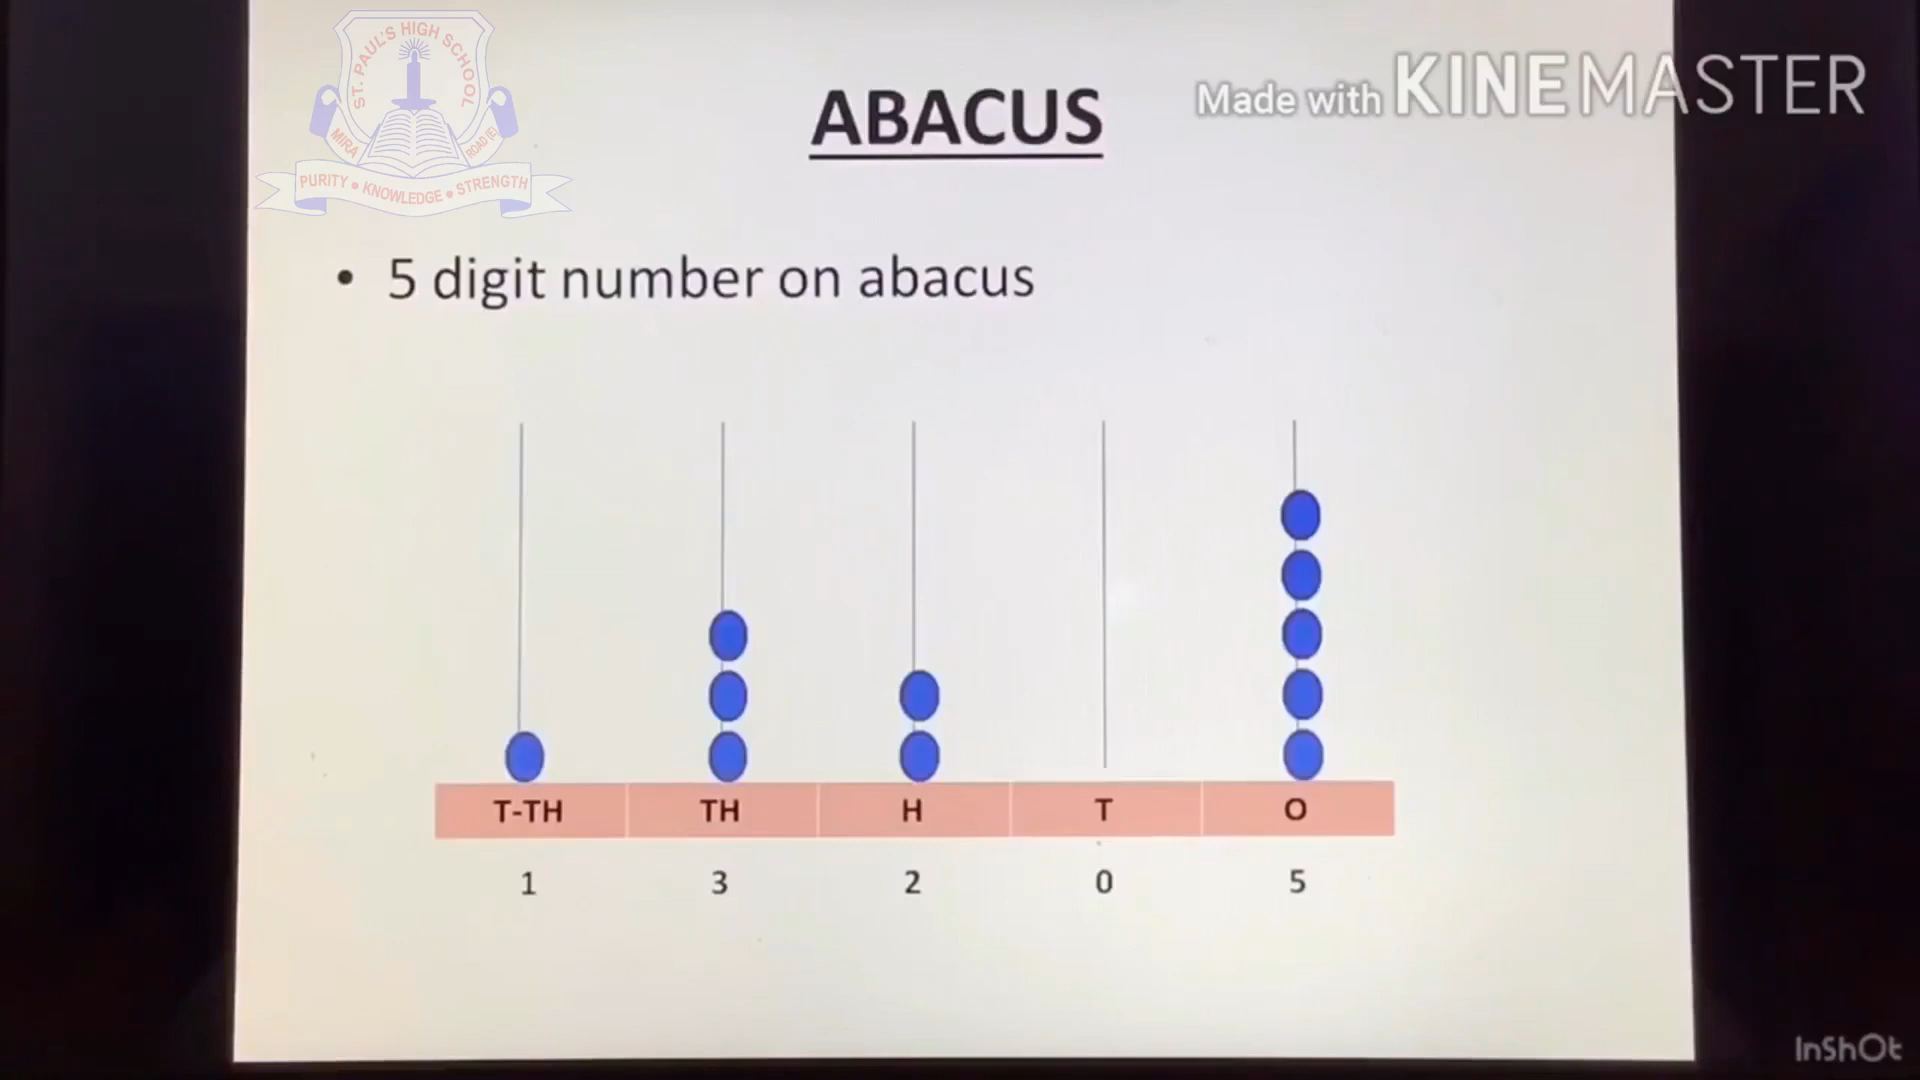 ST. PAUL'S HIGH SCHOOL
MIRA ROAD (E)
PURITY • KNOWLEDGE • STRENGTH
ABACUS
Made with KINEMASTER
• 5 digit number on abacus
T-TH TH H T O
1 3 2 0 5
InShOt